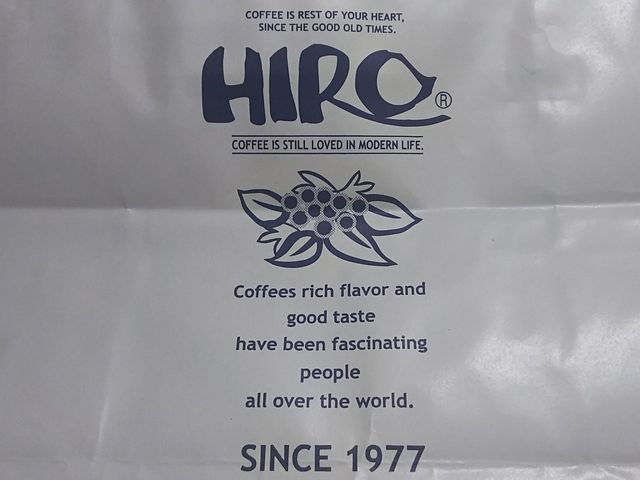 COFFEE IS REST OF YOUR HEART,
SINCE THE GOOD OLD TIMES.
HIRO®
COFFEE IS STILL LOVED IN MODERN LIFE.
Coffees rich flavor and
good taste
have been fascinating
people
all over the world.
SINCE 1977